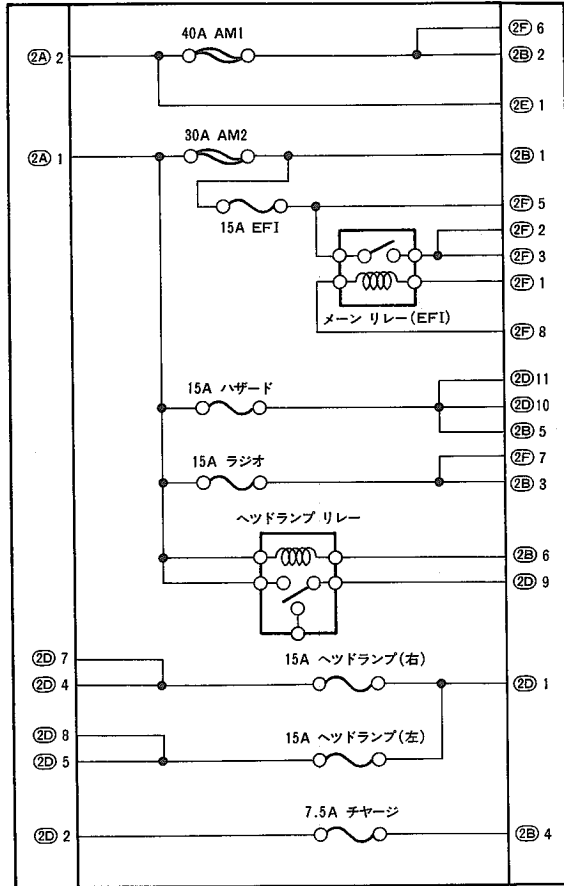 2F 6
40A AM1
2A 2
2B 2
2E 1
30A AM2
2A 1
2B 1
2F 5
15A EFI
2F 2
2F 3
2F 1
メーン リレー(EFI)
2F 8
2D 11
15A ハザード
2D 10
2B 5
2F 7
15A ラジオ
2B 3
ヘツドランプ リレー
2B 6
2D 9
2D 7
15A ヘツドランプ(右)
2D 4
2D 1
2D 8
15A ヘツドランプ(左)
2D 5
7.5A チヤージ
2D 2
2B 4